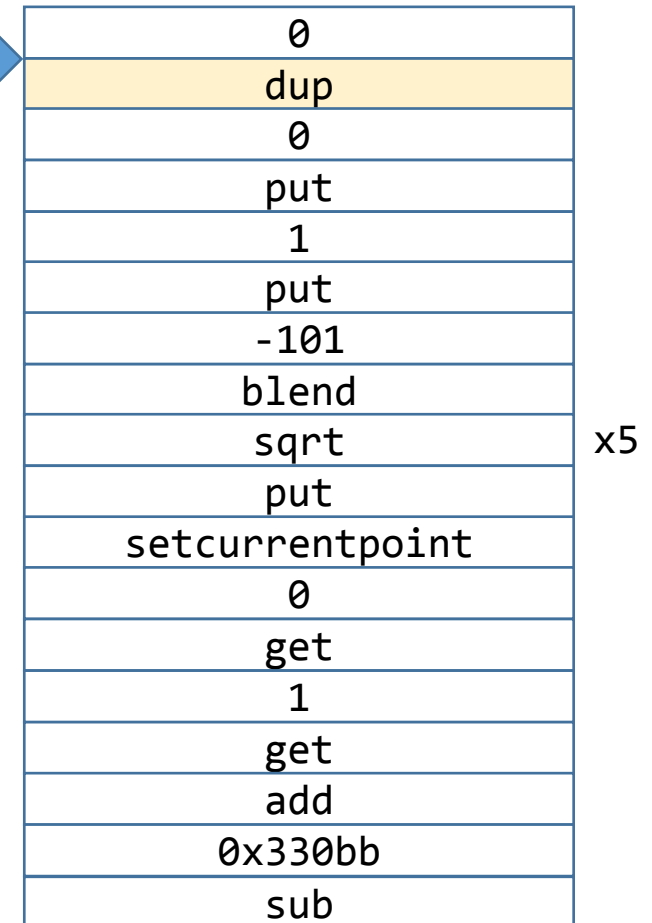 0
dup
0
put
1
put
-101
blend
sqrt x5
put
setcurrentpoint
0
get
1
get
add
0x330bb
sub